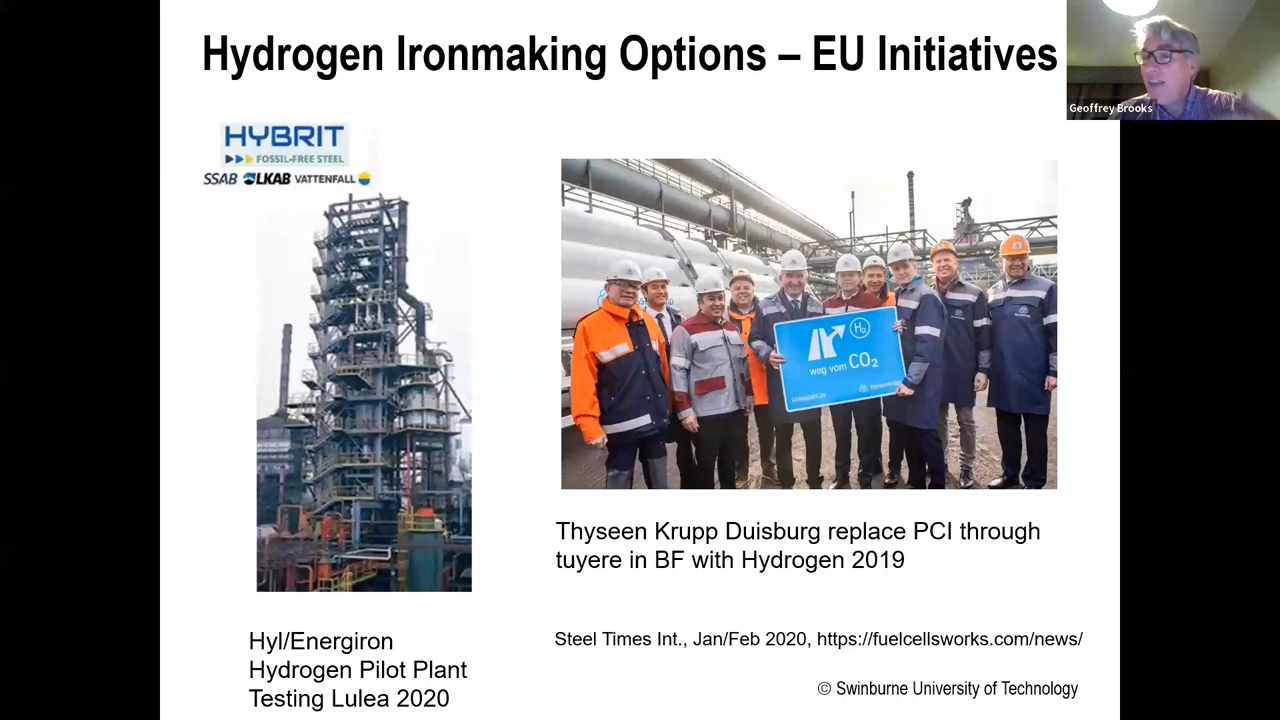 Hydrogen Ironmaking Options – EU Initiatives
Geoffrey Brooks
HYBRIT
FOSSIL-FREE STEEL
SSAB LKAB VATTENFALL
H2
weg vom CO2
Thyseen Krupp Duisburg replace PCI through
tuyere in BF with Hydrogen 2019
Hyl/Energiron
Hydrogen Pilot Plant
Testing Lulea 2020
Steel Times Int., Jan/Feb 2020, https://fuelcellsworks.com/news/
© Swinburne University of Technology